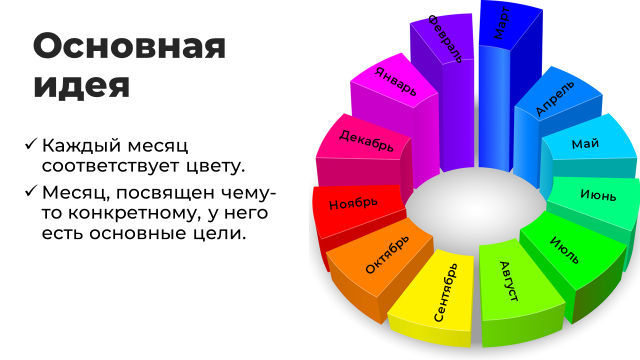 Основная
идея
✓ Каждый месяц
соответствует цвету.
✓ Месяц, посвящен чему-
то конкретному, у него
есть основные цели.
Январь
Февраль
Март
Апрель
Май
Июнь
Июль
Август
Сентябрь
Октябрь
Ноябрь
Декабрь